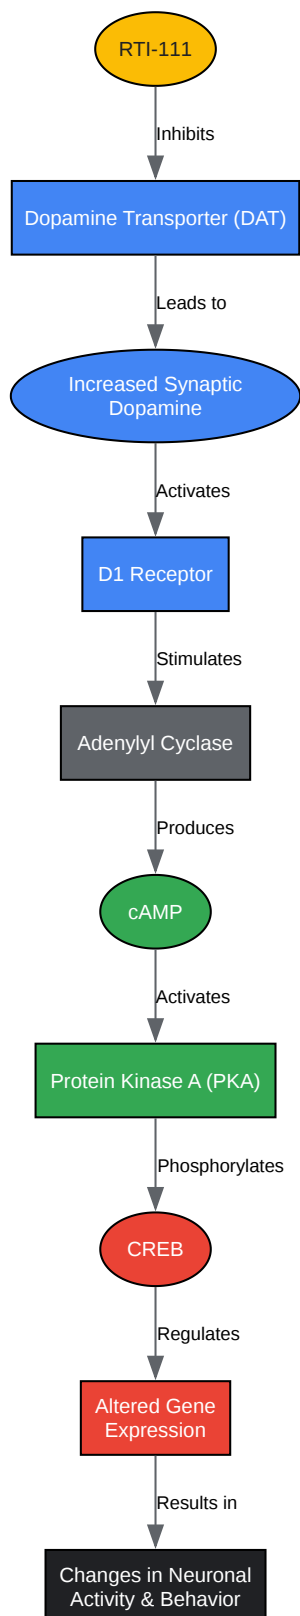 RTI-111
Inhibits
Dopamine Transporter (DAT)
Leads to
Increased Synaptic
Dopamine
Activates
D1 Receptor
Stimulates
Adenylyl Cyclase
Produces
cAMP
Activates
Protein Kinase A (PKA)
Phosphorylates
CREB
Regulates
Altered Gene
Expression
Results in
Changes in Neuronal
Activity & Behavior